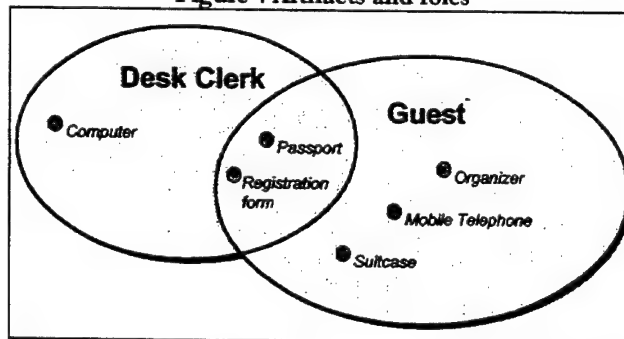 Artifacts and roles
Desk Clerk
Guest
Computer
Passport
Registration
form
Organizer
Mobile Telephone
Suitcase